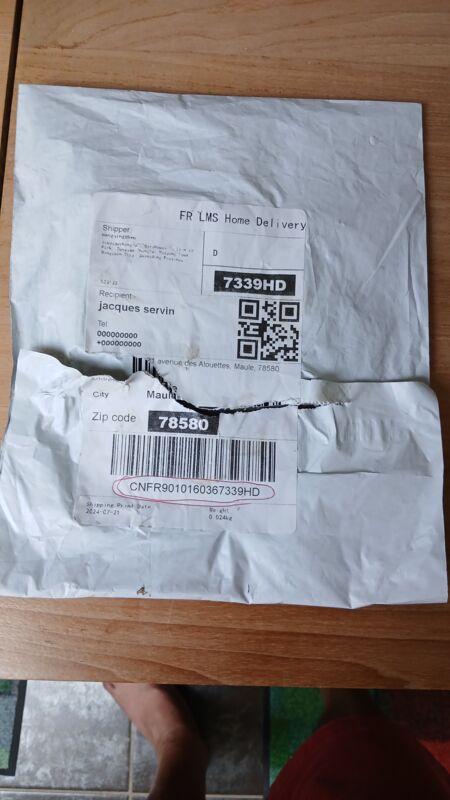 FR LMS Home Delivery
Shipper
D
7339HD
Recipient
jacques servin
Tel
000000000
+000000000
avenue des Alouettes, Maule, 78580
City Maule
Zip code 78580
CNFR9010160367339HD
Shipping Print Date Weight
2024-07-21 0.024kg